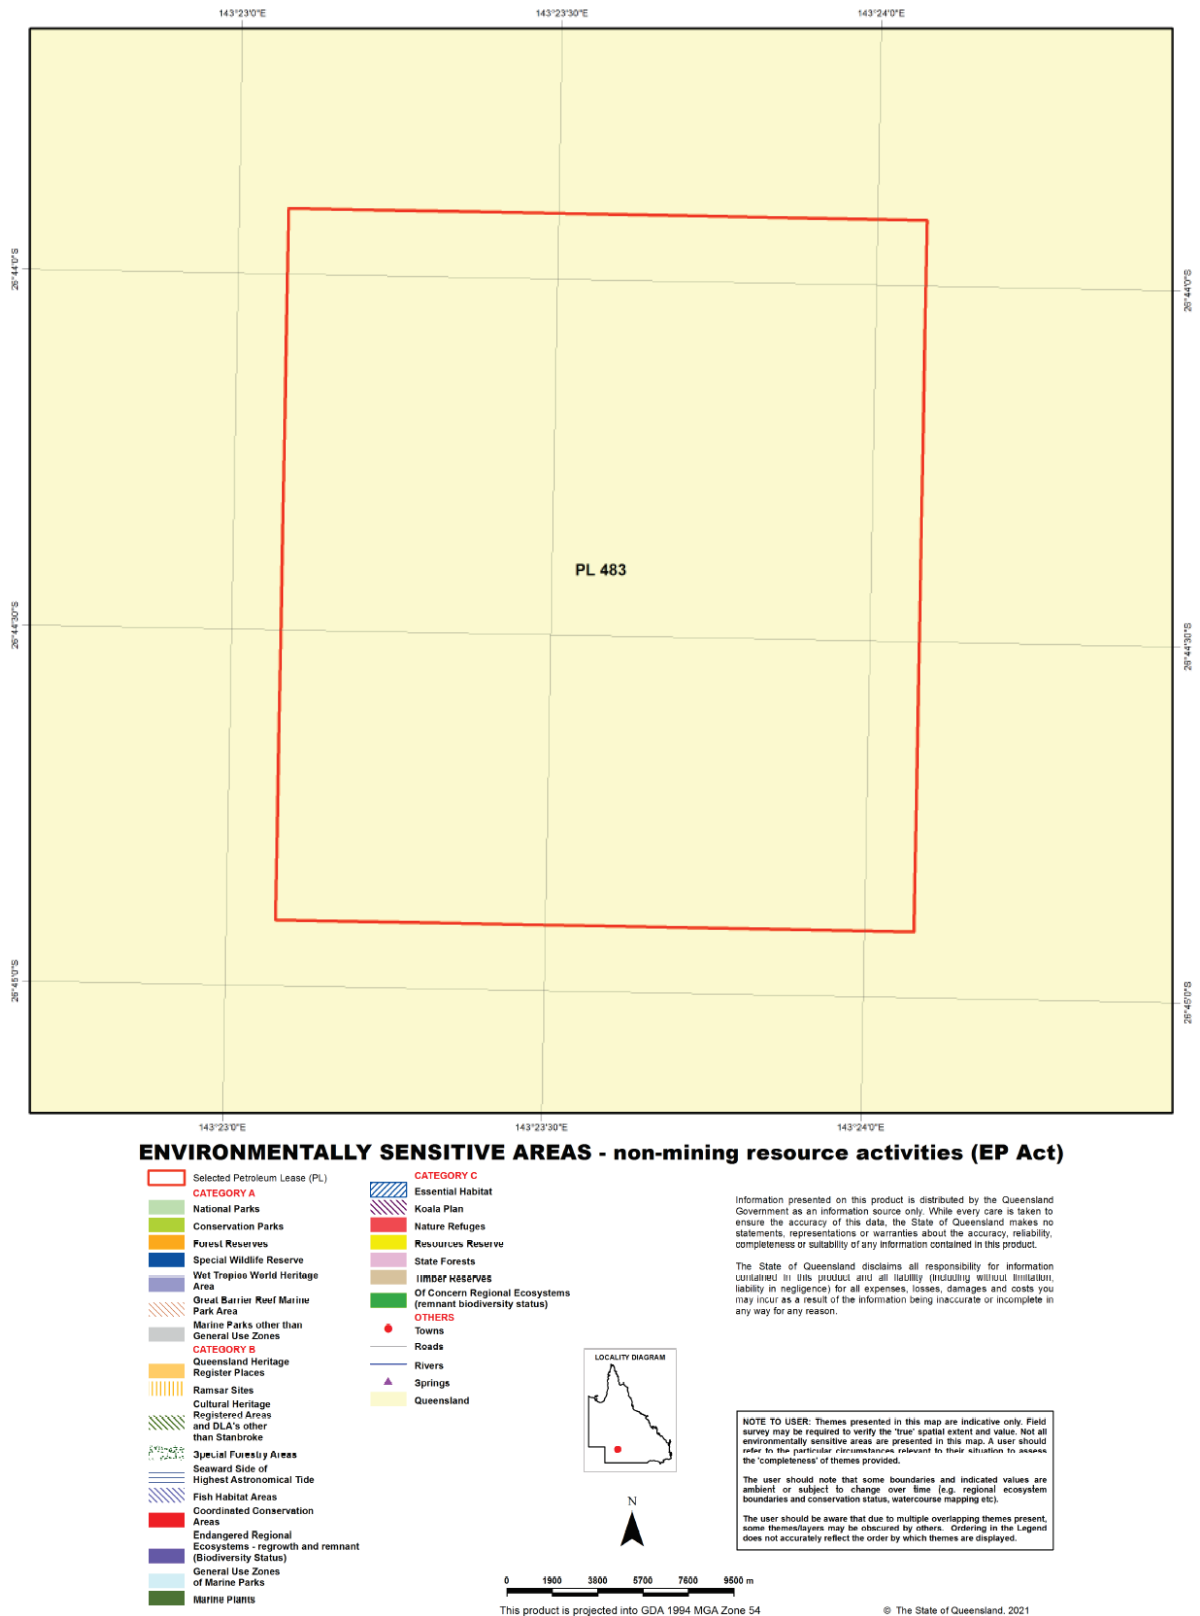 143°23'0"E
143°23'30"E
143°24'0"E
26°44'0"S
26°44'0"S
PL 483
26°44'30"S
26°44'30"S
26°45'0"S
26°45'0"S
143°23'0"E
143°23'30"E
143°24'0"E
ENVIRONMENTALLY SENSITIVE AREAS - non-mining resource activities (EP Act)
Selected Petroleum Lease (PL)
CATEGORY A
National Parks
Conservation Parks
Forest Reserves
Special Wildlife Reserve
Wet Tropics World Heritage
Area
Great Barrier Reef Marine
Park Area
Marine Parks other than
General Use Zones
CATEGORY B
Queensland Heritage
Register Places
Ramsar Sites
Cultural Heritage
Registered Areas
and DLA's other
than Stanbroke
Special Forestry Areas
Seaward Side of
Highest Astronomical Tide
Fish Habitat Areas
Coordinated Conservation
Areas
Endangered Regional
Ecosystems - regrowth and remnant
(Biodiversity Status)
General Use Zones
of Marine Parks
Marine Plants
CATEGORY C
Essential Habitat
Koala Plan
Nature Refuges
Resources Reserve
State Forests
Timber Reserves
Of Concern Regional Ecosystems
(remnant biodiversity status)
OTHERS
Towns
Roads
Rivers
Springs
Queensland
Information presented on this product is distributed by the Queensland
Government as an information source only. While every care is taken to
ensure the accuracy of this data, the State of Queensland makes no
statements, representations or warranties about the accuracy, reliability,
completeness or suitability of any information contained in this product.
The State of Queensland disclaims all responsibility for information
contained in this product and all liability (including without limitation,
liability in negligence) for all expenses, losses, damages and costs you
may incur as a result of the information being inaccurate or incomplete in
any way for any reason.
LOCALITY DIAGRAM
N
NOTE TO USER: Themes presented in this map are indicative only. Field
survey may be required to verify the 'true' spatial extent and value. Not all
environmentally sensitive areas are presented in this map. A user should
refer to the particular circumstances relevant to their situation to assess
the 'completeness' of themes provided.
The user should note that some boundaries and indicated values are
ambient or subject to change over time (e.g. regional ecosystem
boundaries and conservation status, watercourse mapping etc).
The user should be aware that due to multiple overlapping themes present,
some themes/layers may be obscured by others. Ordering in the Legend
does not accurately reflect the order by which themes are displayed.
0 1900 3800 5700 7600 9500 m
This product is projected into GDA 1994 MGA Zone 54
© The State of Queensland, 2021